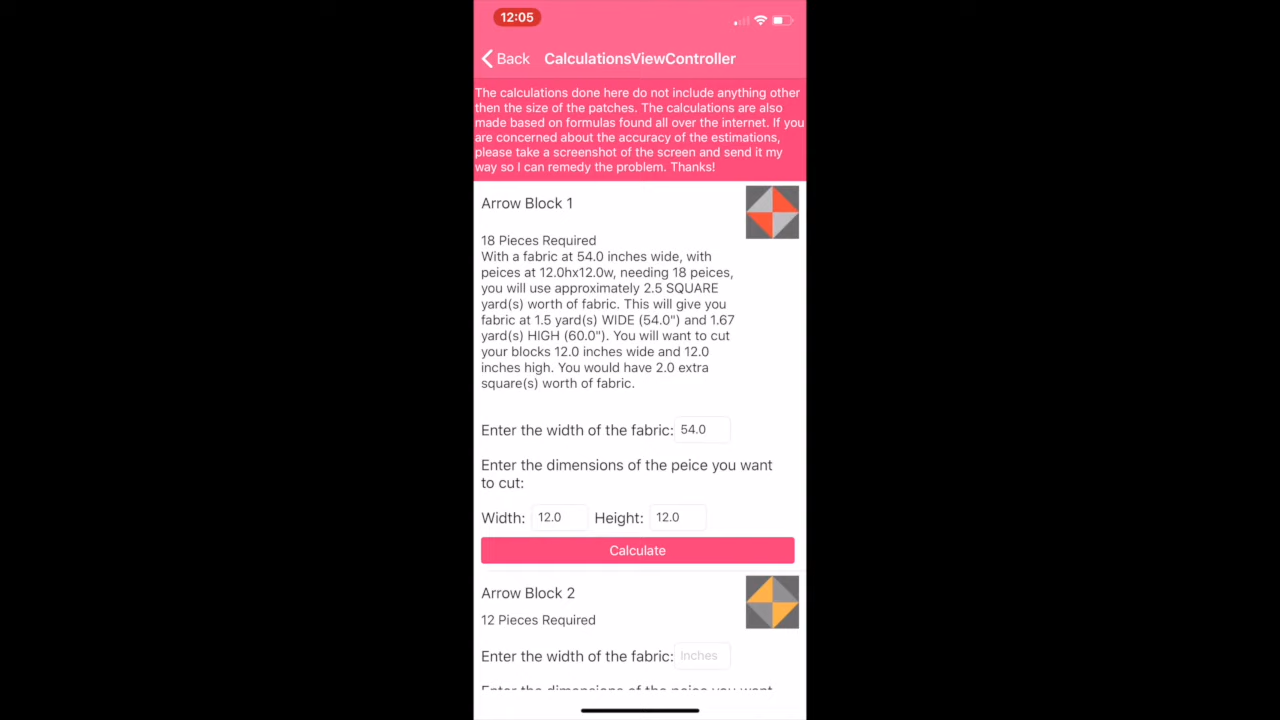 12:05
Back CalculationsViewController
The calculations done here do not include anything other
then the size of the patches. The calculations are also
made based on formulas found all over the internet. If you
are concerned about the accuracy of the estimations,
please take a screenshot of the screen and send it my
way so I can remedy the problem. Thanks!
Arrow Block 1
18 Pieces Required
With a fabric at 54.0 inches wide, with
peices at 12.0hx12.0w, needing 18 peices,
you will use approximately 2.5 SQUARE
yard(s) worth of fabric. This will give you
fabric at 1.5 yard(s) WIDE (54.0") and 1.67
yard(s) HIGH (60.0"). You will want to cut
your blocks 12.0 inches wide and 12.0
inches high. You would have 2.0 extra
square(s) worth of fabric.
Enter the width of the fabric: 54.0
Enter the dimensions of the peice you want
to cut:
Width: 12.0 Height: 12.0
Calculate
Arrow Block 2
12 Pieces Required
Enter the width of the fabric: Inches
Enter the dimensions of the peice you want